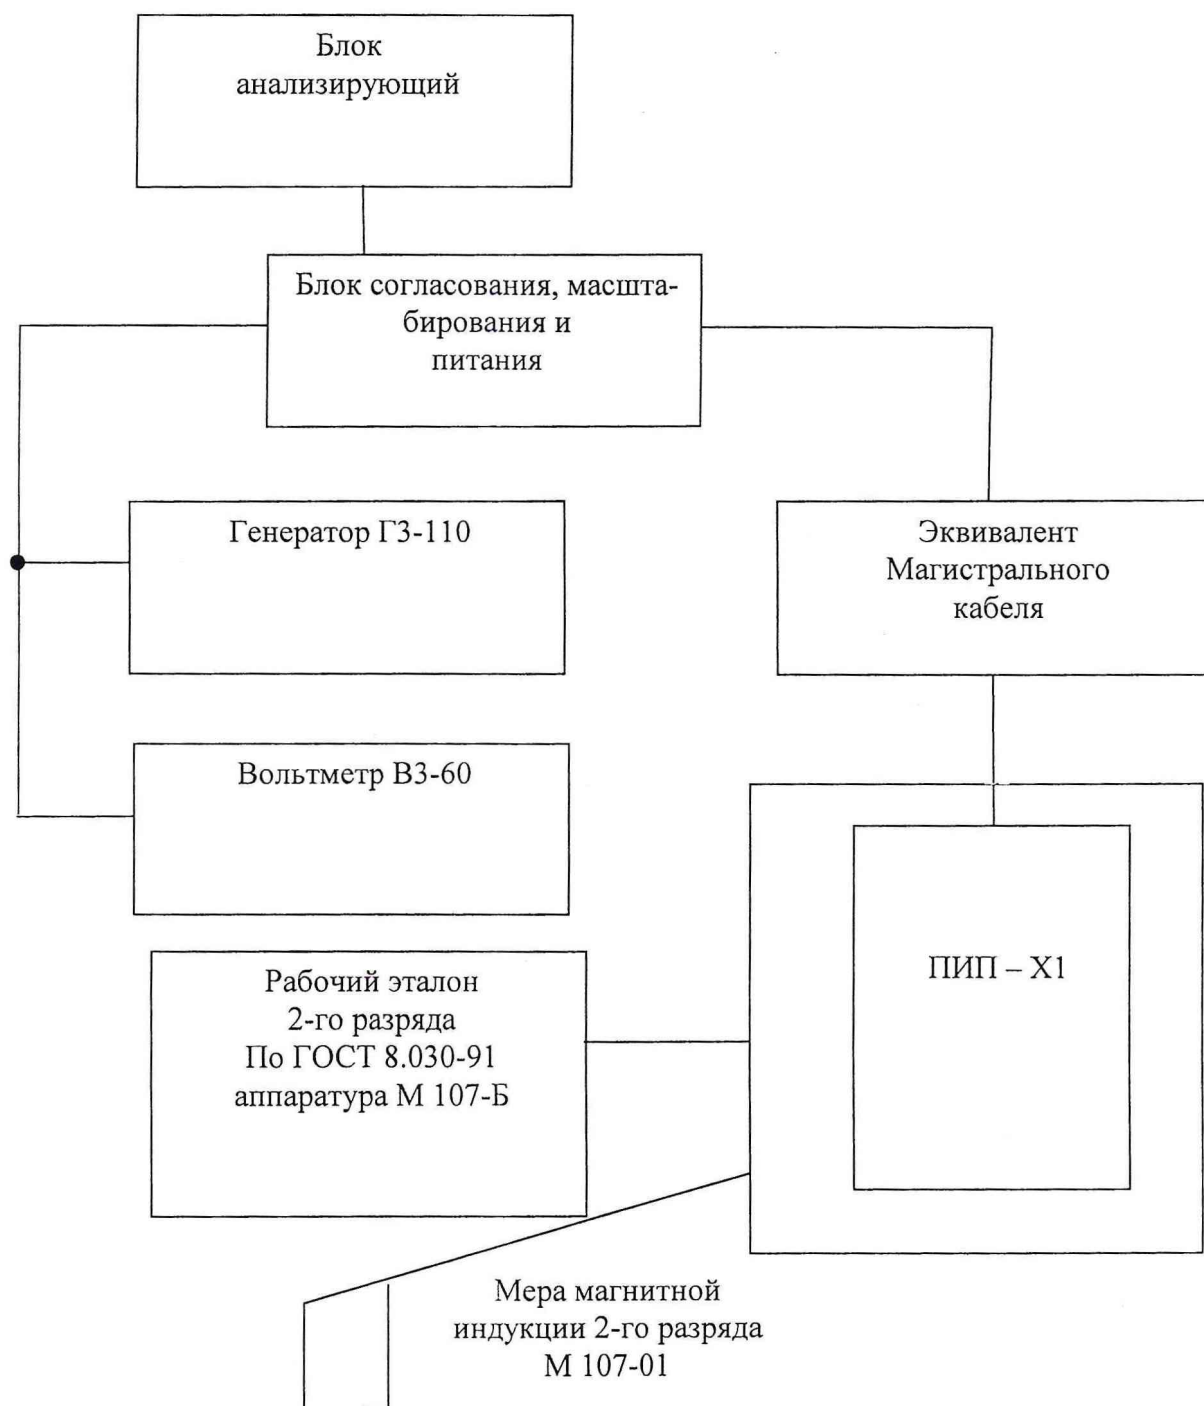 Блок
анализирующий
Блок согласования, масшта-
бирования и
питания
Генератор Г3-110
Эквивалент
Магистрального
кабеля
Вольтметр В3-60
Рабочий эталон
2-го разряда
По ГОСТ 8.030-91
аппаратура М 107-Б
ПИП – Х1
Мера магнитной
индукции 2-го разряда
М 107-01